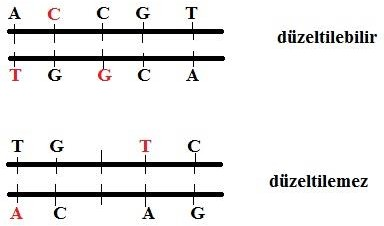 A C C G T
düzeltilebilir
T G G C A
T G T C
düzeltilemez
A C A G